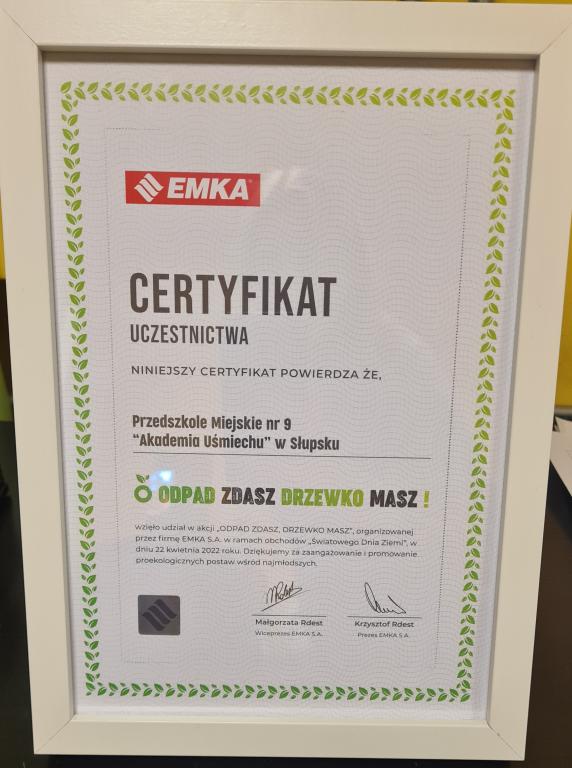 EMKA
CERTYFIKAT
UCZESTNICTWA
NINIEJSZY CERTYFIKAT POWIERDZA ŻE,
Przedszkole Miejskie nr 9
“Akademia Uśmiechu” w Słupsku
ODPAD ZDASZ DRZEWKO MASZ !
wzięło udział w akcji „ODPAD ZDASZ, DRZEWKO MASZ”, organizowanej
przez firmę EMKA S.A. w ramach obchodów „Światowego Dnia Ziemi”, w
dniu 22 kwietnia 2022 roku. Dziękujemy za zaangażowanie i promowanie
proekologicznych postaw wśród najmłodszych.
Małgorzata Rdest
Wiceprezes EMKA S.A.
Krzysztof Rdest
Prezes EMKA S.A.